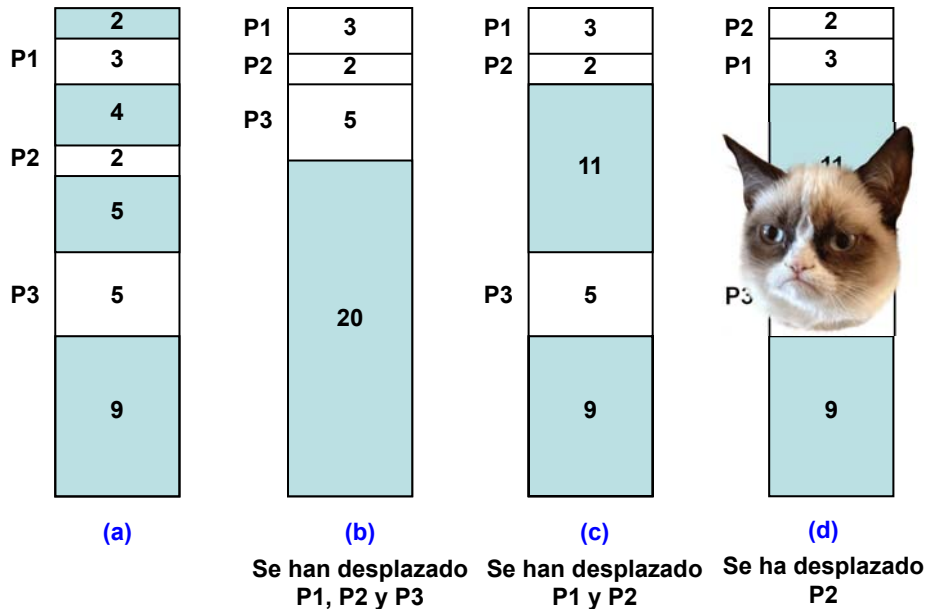 2
P1 3
4
P2 2
5
P3 5
9
(a)
P1 3
P2 2
P3 5
20
(b)
Se han desplazado
P1, P2 y P3
P1 3
P2 2
11
P3 5
9
(c)
Se han desplazado
P1 y P2
P2 2
P1 3
11
P3
9
(d)
Se ha desplazado
P2